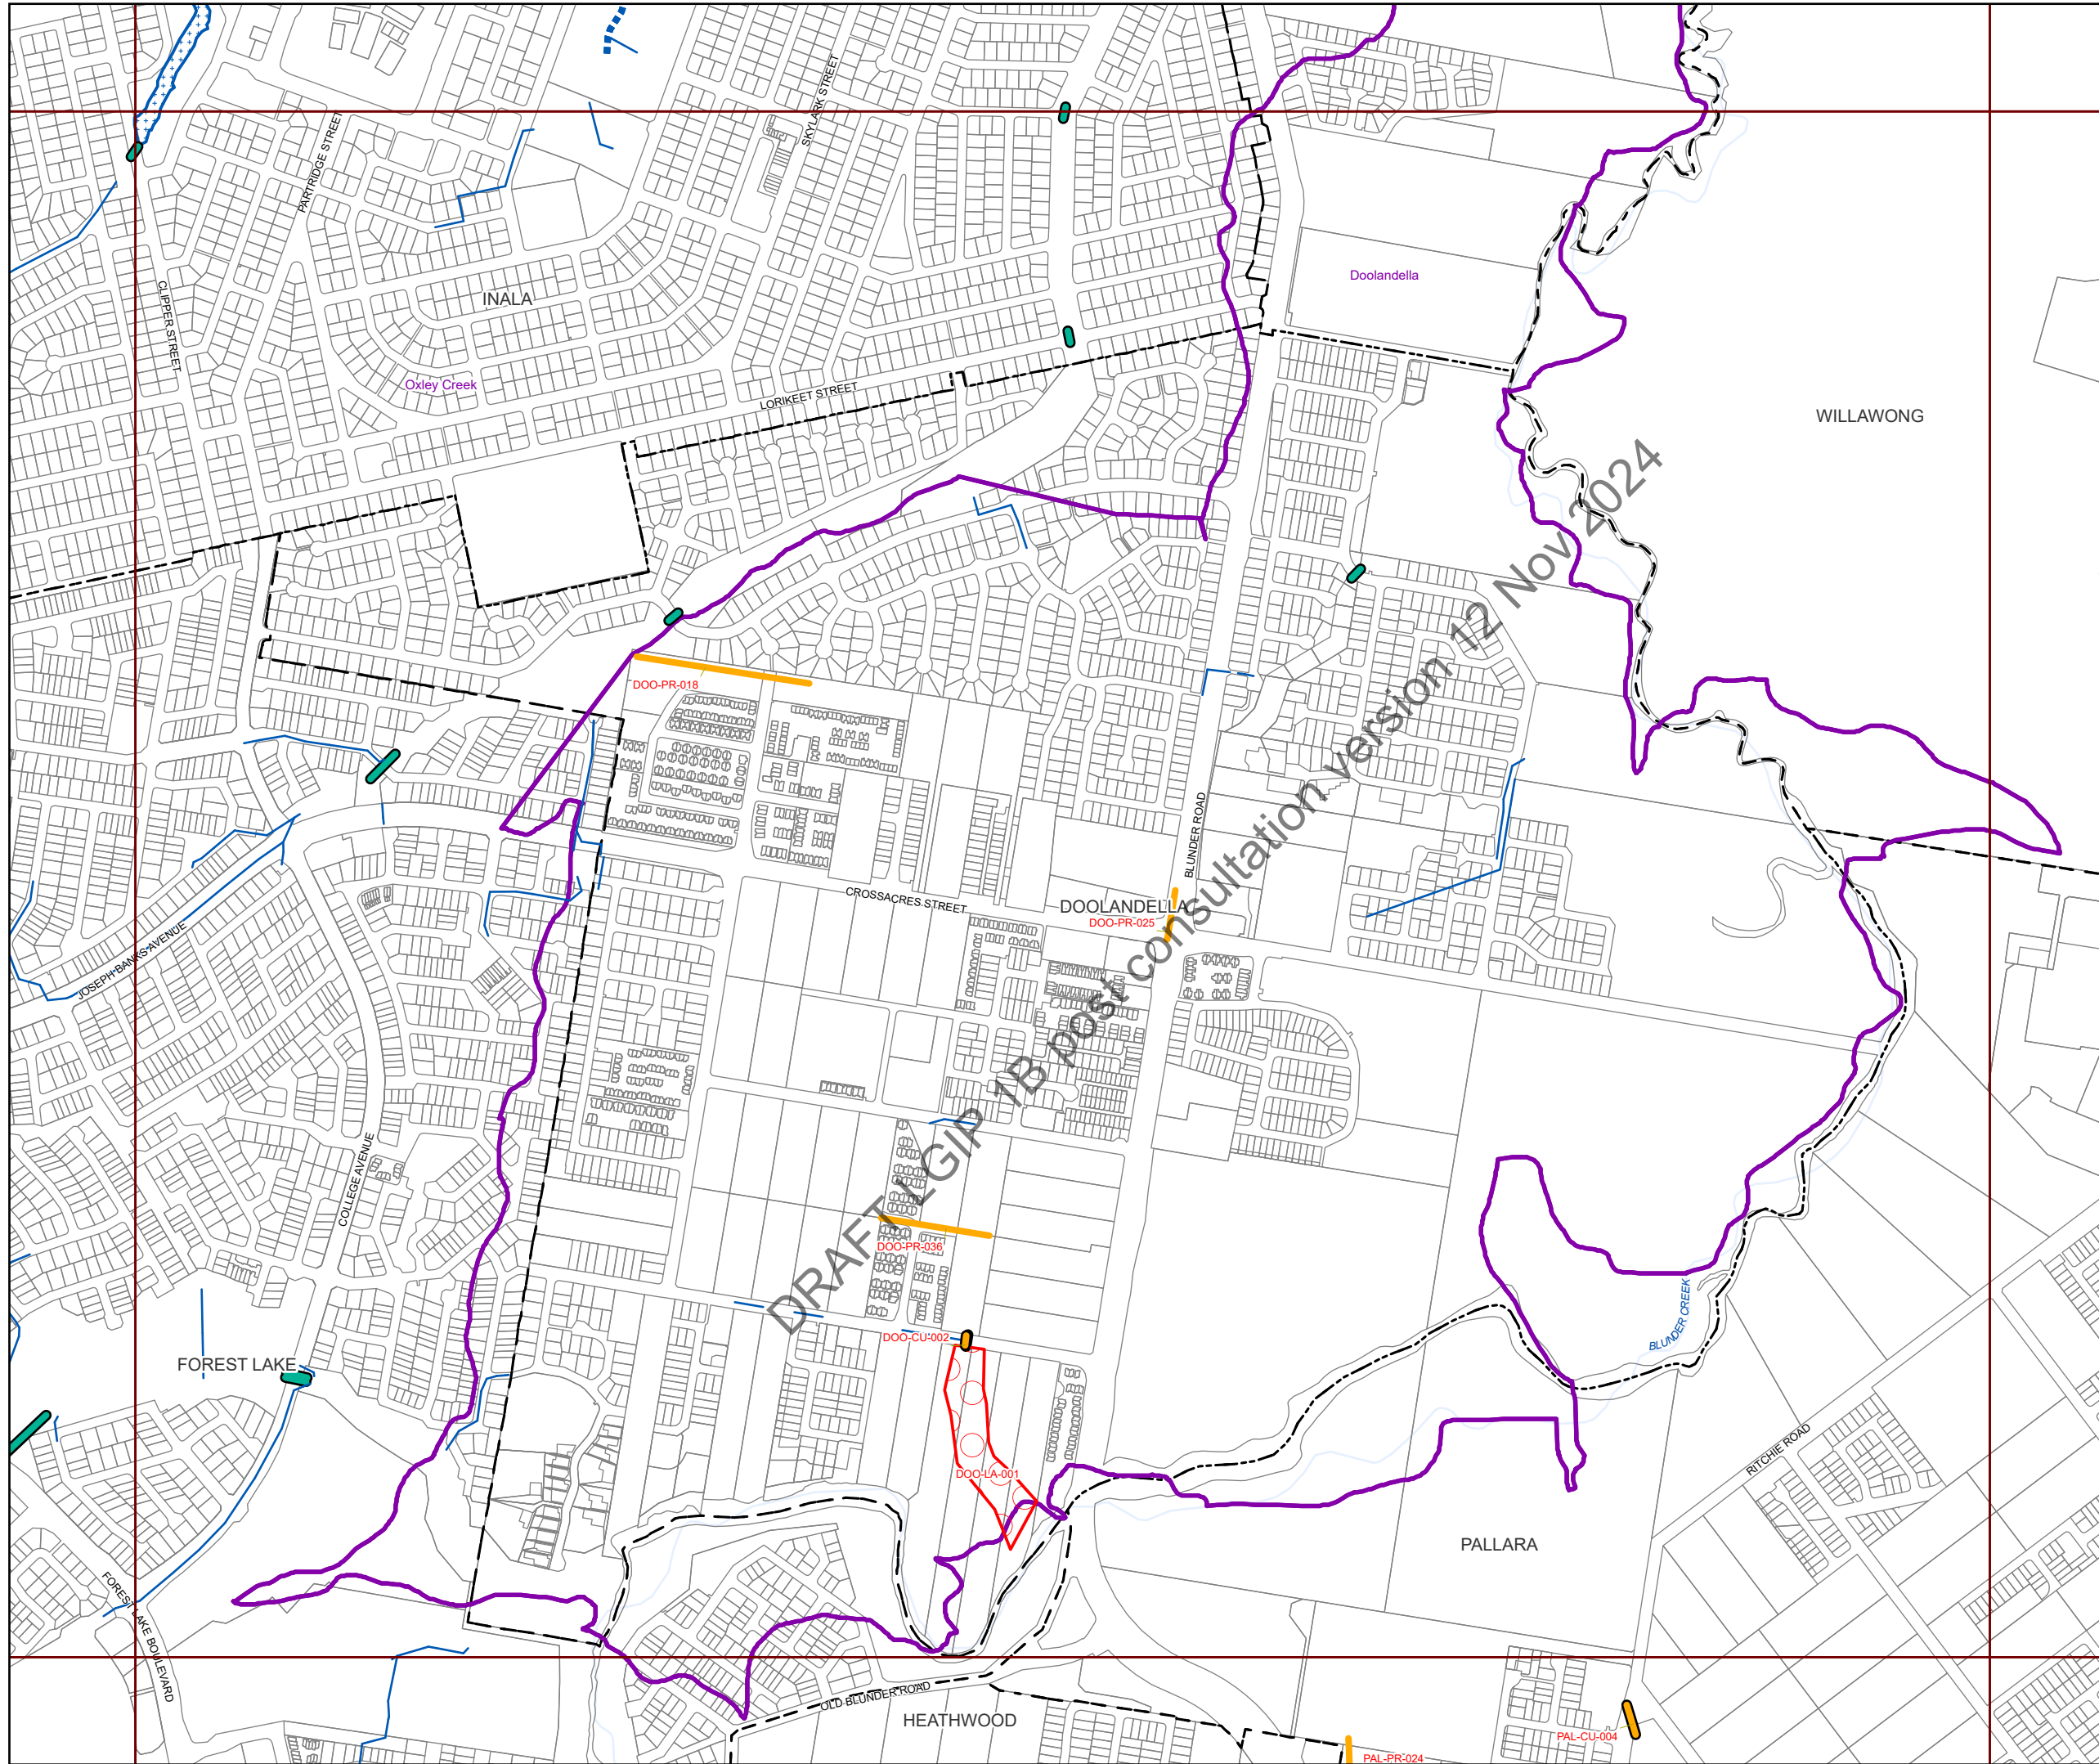 SKYLARK STREET
PARTRIDGE STREET
Doolandella
INALA
CLIPPER STREET
Oxley Creek
LORIKEET STREET
WILLAWONG
DOO-PR-018
BLUNDER ROAD
CROSSACRES STREET
DOOLANDELLA
DOO-PR-025
JOSEPH BANKS AVENUE
DRAFT LGIP 1B post consultation version 12 Nov 2024
COLLEGE AVENUE
DOO-PR-036
BLUNDER CREEK
DOO-CU-002
FOREST LAKE
RITCHIE ROAD
DOO-LA-001
PALLARA
FOREST LAKE BOULEVARD
OLD BLUNDER ROAD
HEATHWOOD
PAL-CU-004
PAL-PR-024